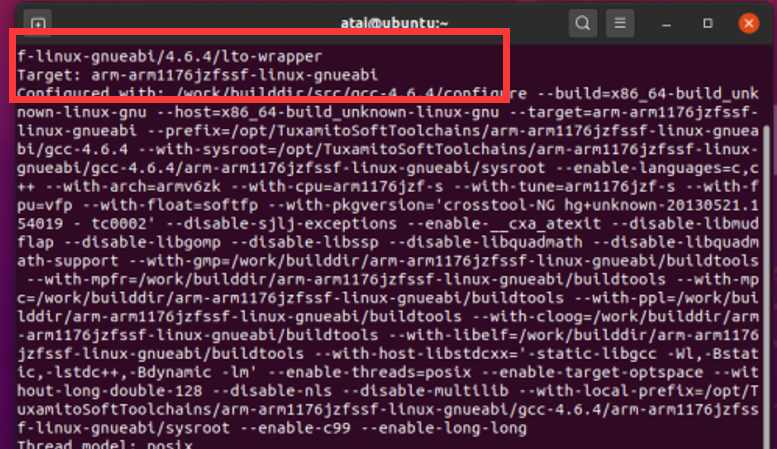 atai@ubuntu:~
f-linux-gnueabi/4.6.4/lto-wrapper
Target: arm-arm1176jzfssf-linux-gnueabi
Configured with: /work/builddir/src/gcc-4.6.4/configure --build=x86_64-build_unk
nown-linux-gnu --host=x86_64-build_unknown-linux-gnu --target=arm-arm1176jzfssf-
linux-gnueabi --prefix=/opt/TuxamitoSoftToolchains/arm-arm1176jzfssf-linux-gnuea
bi/gcc-4.6.4 --with-sysroot=/opt/TuxamitoSoftToolchains/arm-arm1176jzfssf-linux-
gnueabi/gcc-4.6.4/arm-arm1176jzfssf-linux-gnueabi/sysroot --enable-languages=c,c
++ --with-arch=armv6zk --with-cpu=arm1176jzf-s --with-tune=arm1176jzf-s --with-f
pu=vfp --with-float=softfp --with-pkgversion='crosstool-NG hg+unknown-20130521.1
54019 - tc0002' --disable-sjlj-exceptions --enable-__cxa_atexit --disable-libmud
flap --disable-libgomp --disable-libssp --disable-libquadmath --disable-libquadm
ath-support --with-gmp=/work/builddir/arm-arm1176jzfssf-linux-gnueabi/buildtools
--with-mpfr=/work/builddir/arm-arm1176jzfssf-linux-gnueabi/buildtools --with-mp
c=/work/builddir/arm-arm1176jzfssf-linux-gnueabi/buildtools --with-ppl=/work/bui
lddir/arm-arm1176jzfssf-linux-gnueabi/buildtools --with-cloog=/work/builddir/arm
-arm1176jzfssf-linux-gnueabi/buildtools --with-libelf=/work/builddir/arm-arm1176
jzfssf-linux-gnueabi/buildtools --with-host-libstdcxx='-static-libgcc -Wl,-Bstat
ic,-lstdc++,-Bdynamic -lm' --enable-threads=posix --enable-target-optspace --wit
hout-long-double-128 --disable-nls --disable-multilib --with-local-prefix=/opt/T
uxamitoSoftToolchains/arm-arm1176jzfssf-linux-gnueabi/gcc-4.6.4/arm-arm1176jzfss
f-linux-gnueabi/sysroot --enable-c99 --enable-long-long
Thread model: posix